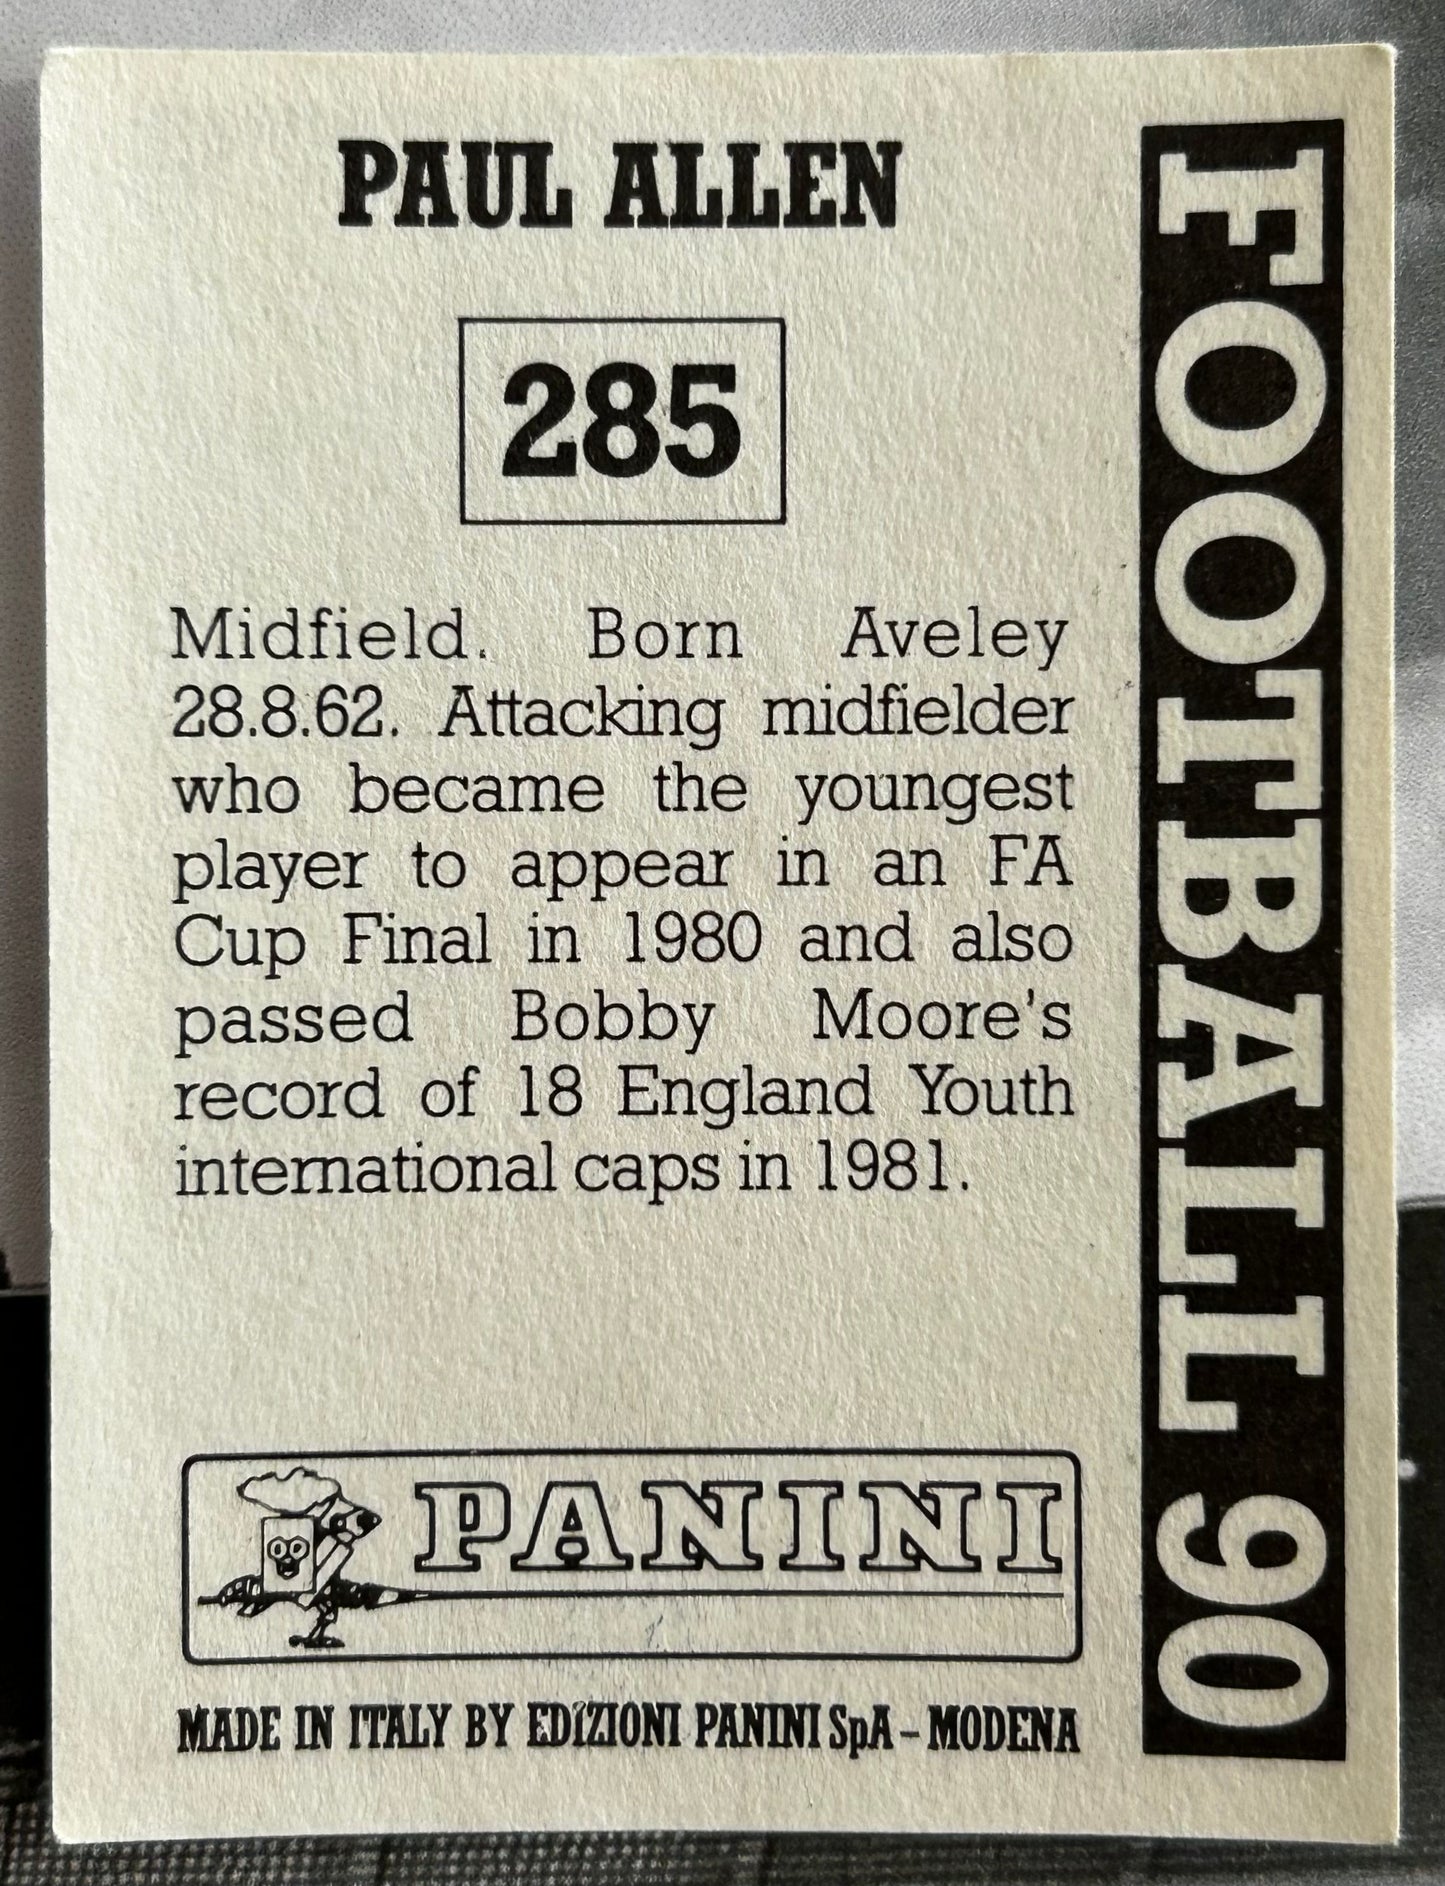 PAUL ALLEN
285
Midfield. Born Aveley
28.8.62. Attacking midfielder
who became the youngest
player to appear in an FA
Cup Final in 1980 and also
passed Bobby Moore's
record of 18 England Youth
international caps in 1981.
PANINI
MADE IN ITALY BY EDIZIONI PANINI SpA – MODENA
FOOTBALL 90